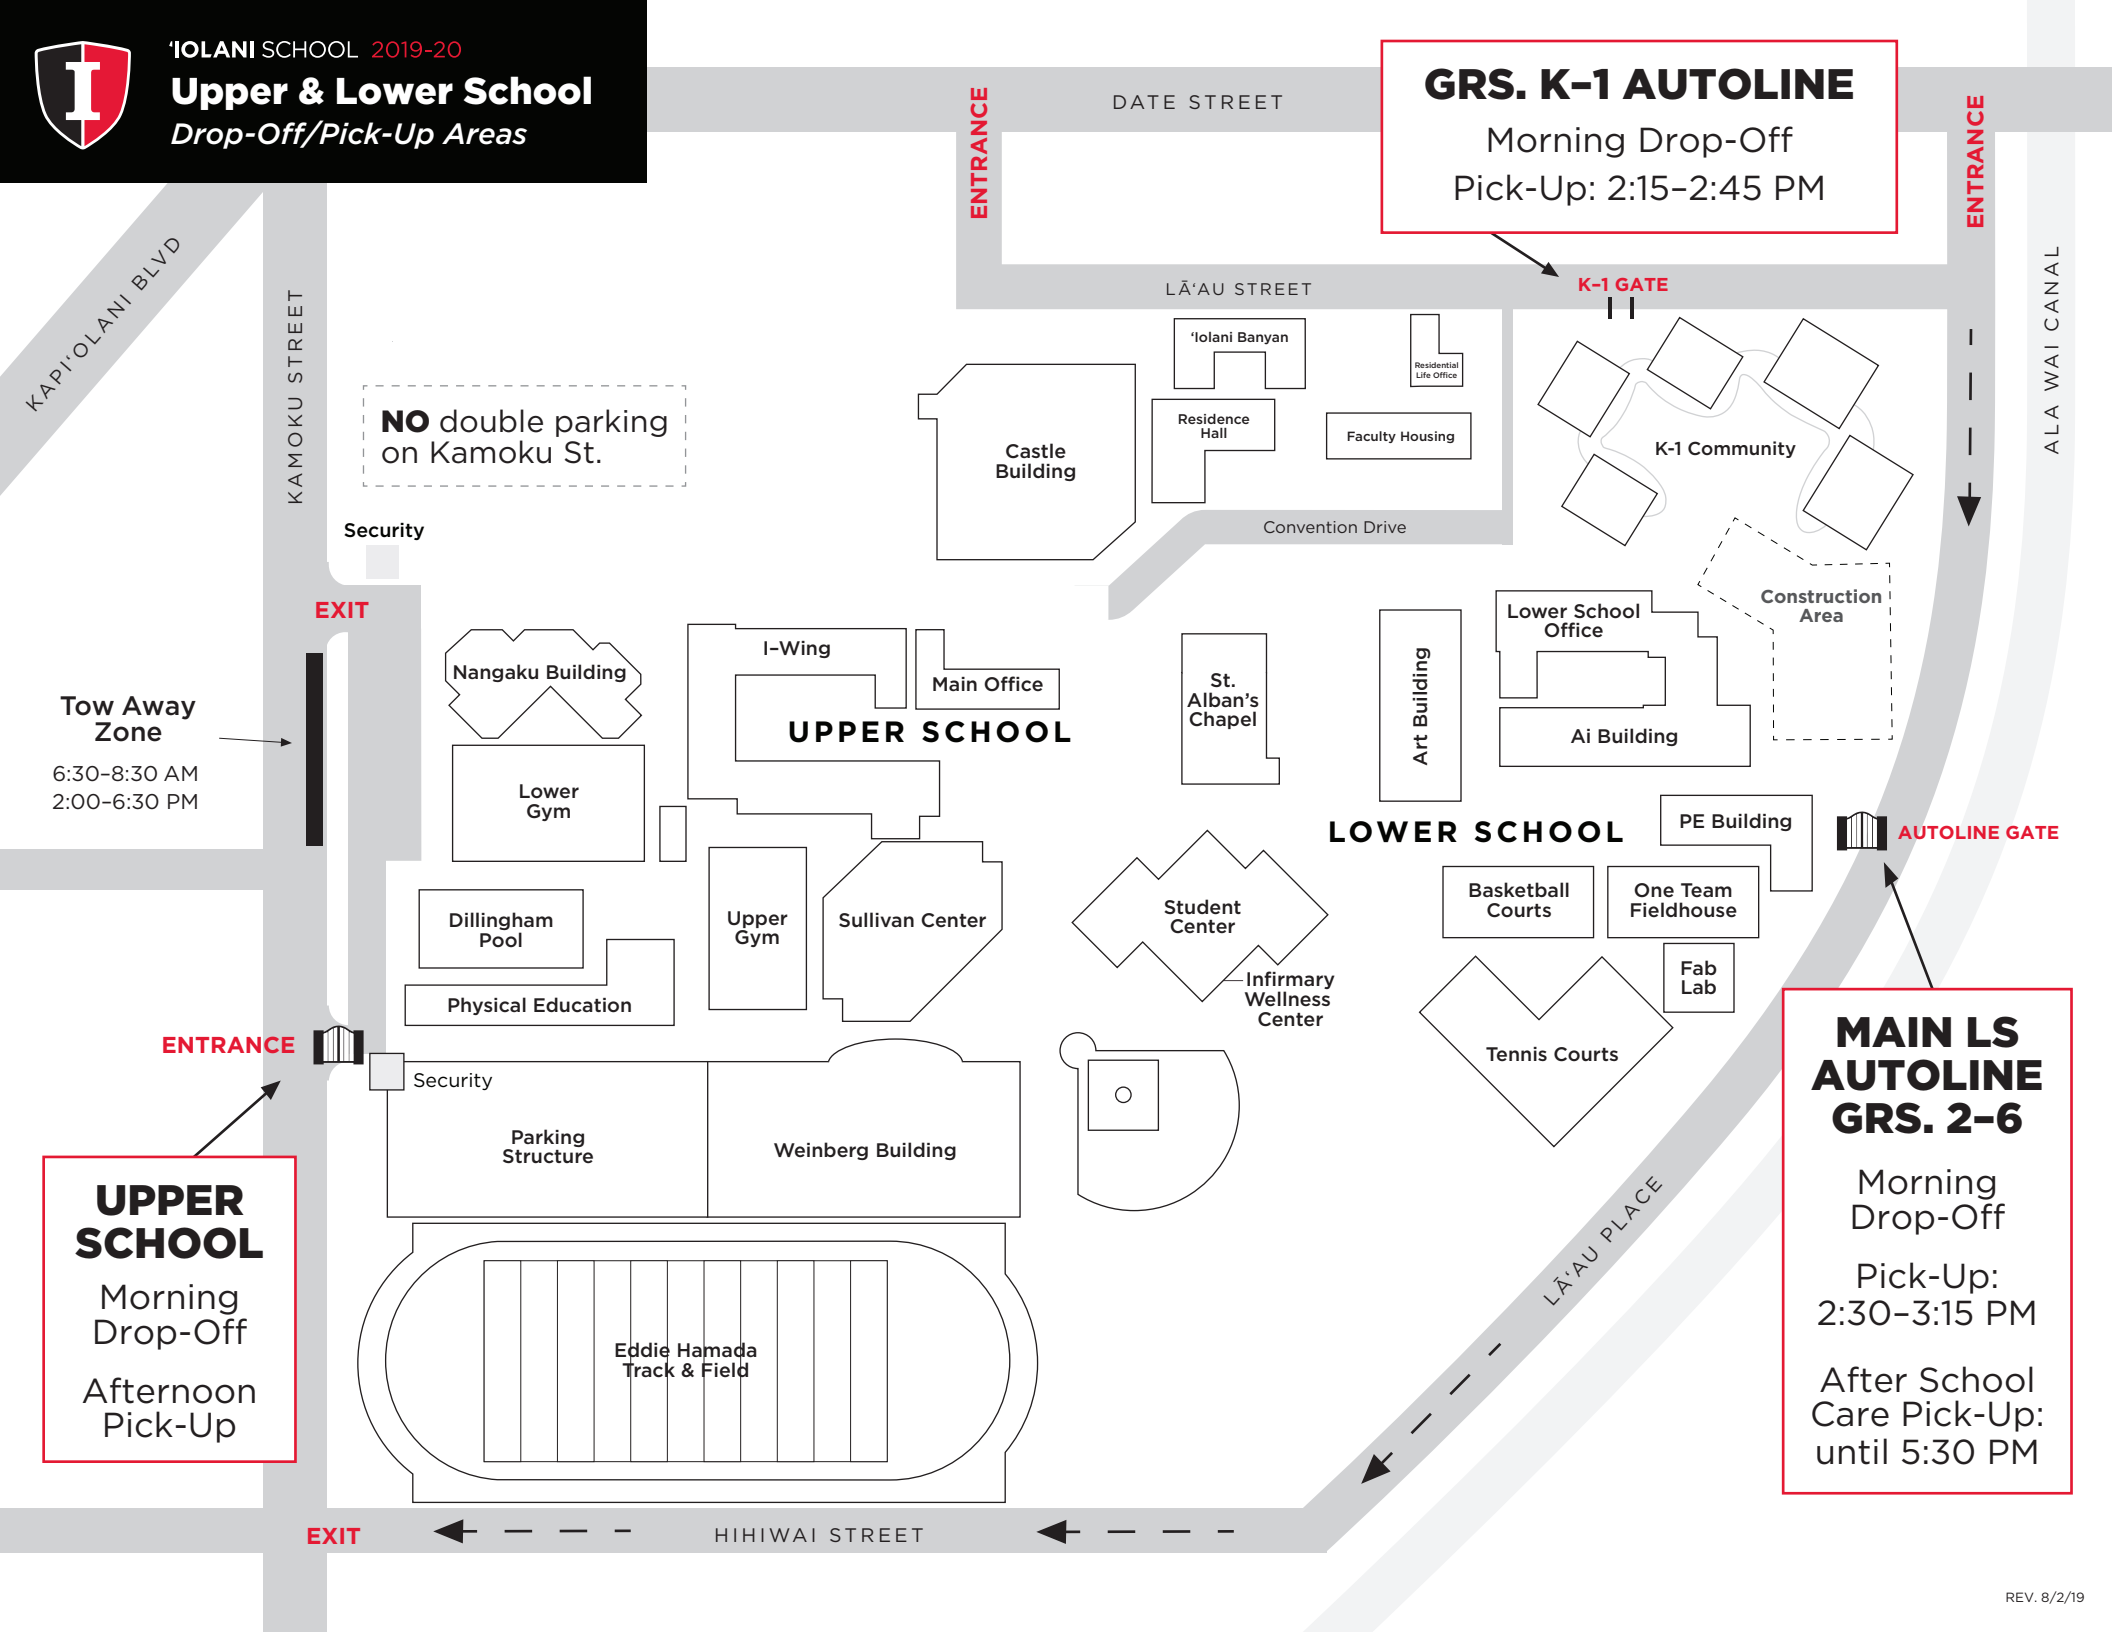 I
ʻIOLANI SCHOOL 2019-20
Upper & Lower School
Drop-Off/Pick-Up Areas
DATE STREET
ENTRANCE
GRS. K–1 AUTOLINE
Morning Drop-Off
Pick-Up: 2:15–2:45 PM
ENTRANCE
KAPIʻOLANI BLVD
KAMOKU STREET
ALA WAI CANAL
LĀʻAU STREET
K–1 GATE
NO double parking
on Kamoku St.
ʻIolani Banyan
Residential
Life Office
Castle
Building
Residence
Hall
Faculty Housing
K-1 Community
Security
Convention Drive
EXIT
Construction
Area
Lower School
Office
Nangaku Building
I–Wing
Main Office
St.
Alban’s
Chapel
Art Building
Ai Building
UPPER SCHOOL
Tow Away
Zone
6:30–8:30 AM
2:00–6:30 PM
Lower
Gym
LOWER SCHOOL
PE Building
AUTOLINE GATE
Dillingham
Pool
Upper
Gym
Sullivan Center
Student
Center
Basketball
Courts
One Team
Fieldhouse
Fab
Lab
Infirmary
Wellness
Center
Physical Education
ENTRANCE
Security
Tennis Courts
Parking
Structure
Weinberg Building
MAIN LS
AUTOLINE
GRS. 2–6
Morning
Drop-Off
Pick-Up:
2:30–3:15 PM
After School
Care Pick-Up:
until 5:30 PM
UPPER
SCHOOL
Morning
Drop-Off
Afternoon
Pick-Up
LĀʻAU PLACE
Eddie Hamada
Track & Field
EXIT
HIHIWAI STREET
REV. 8/2/19